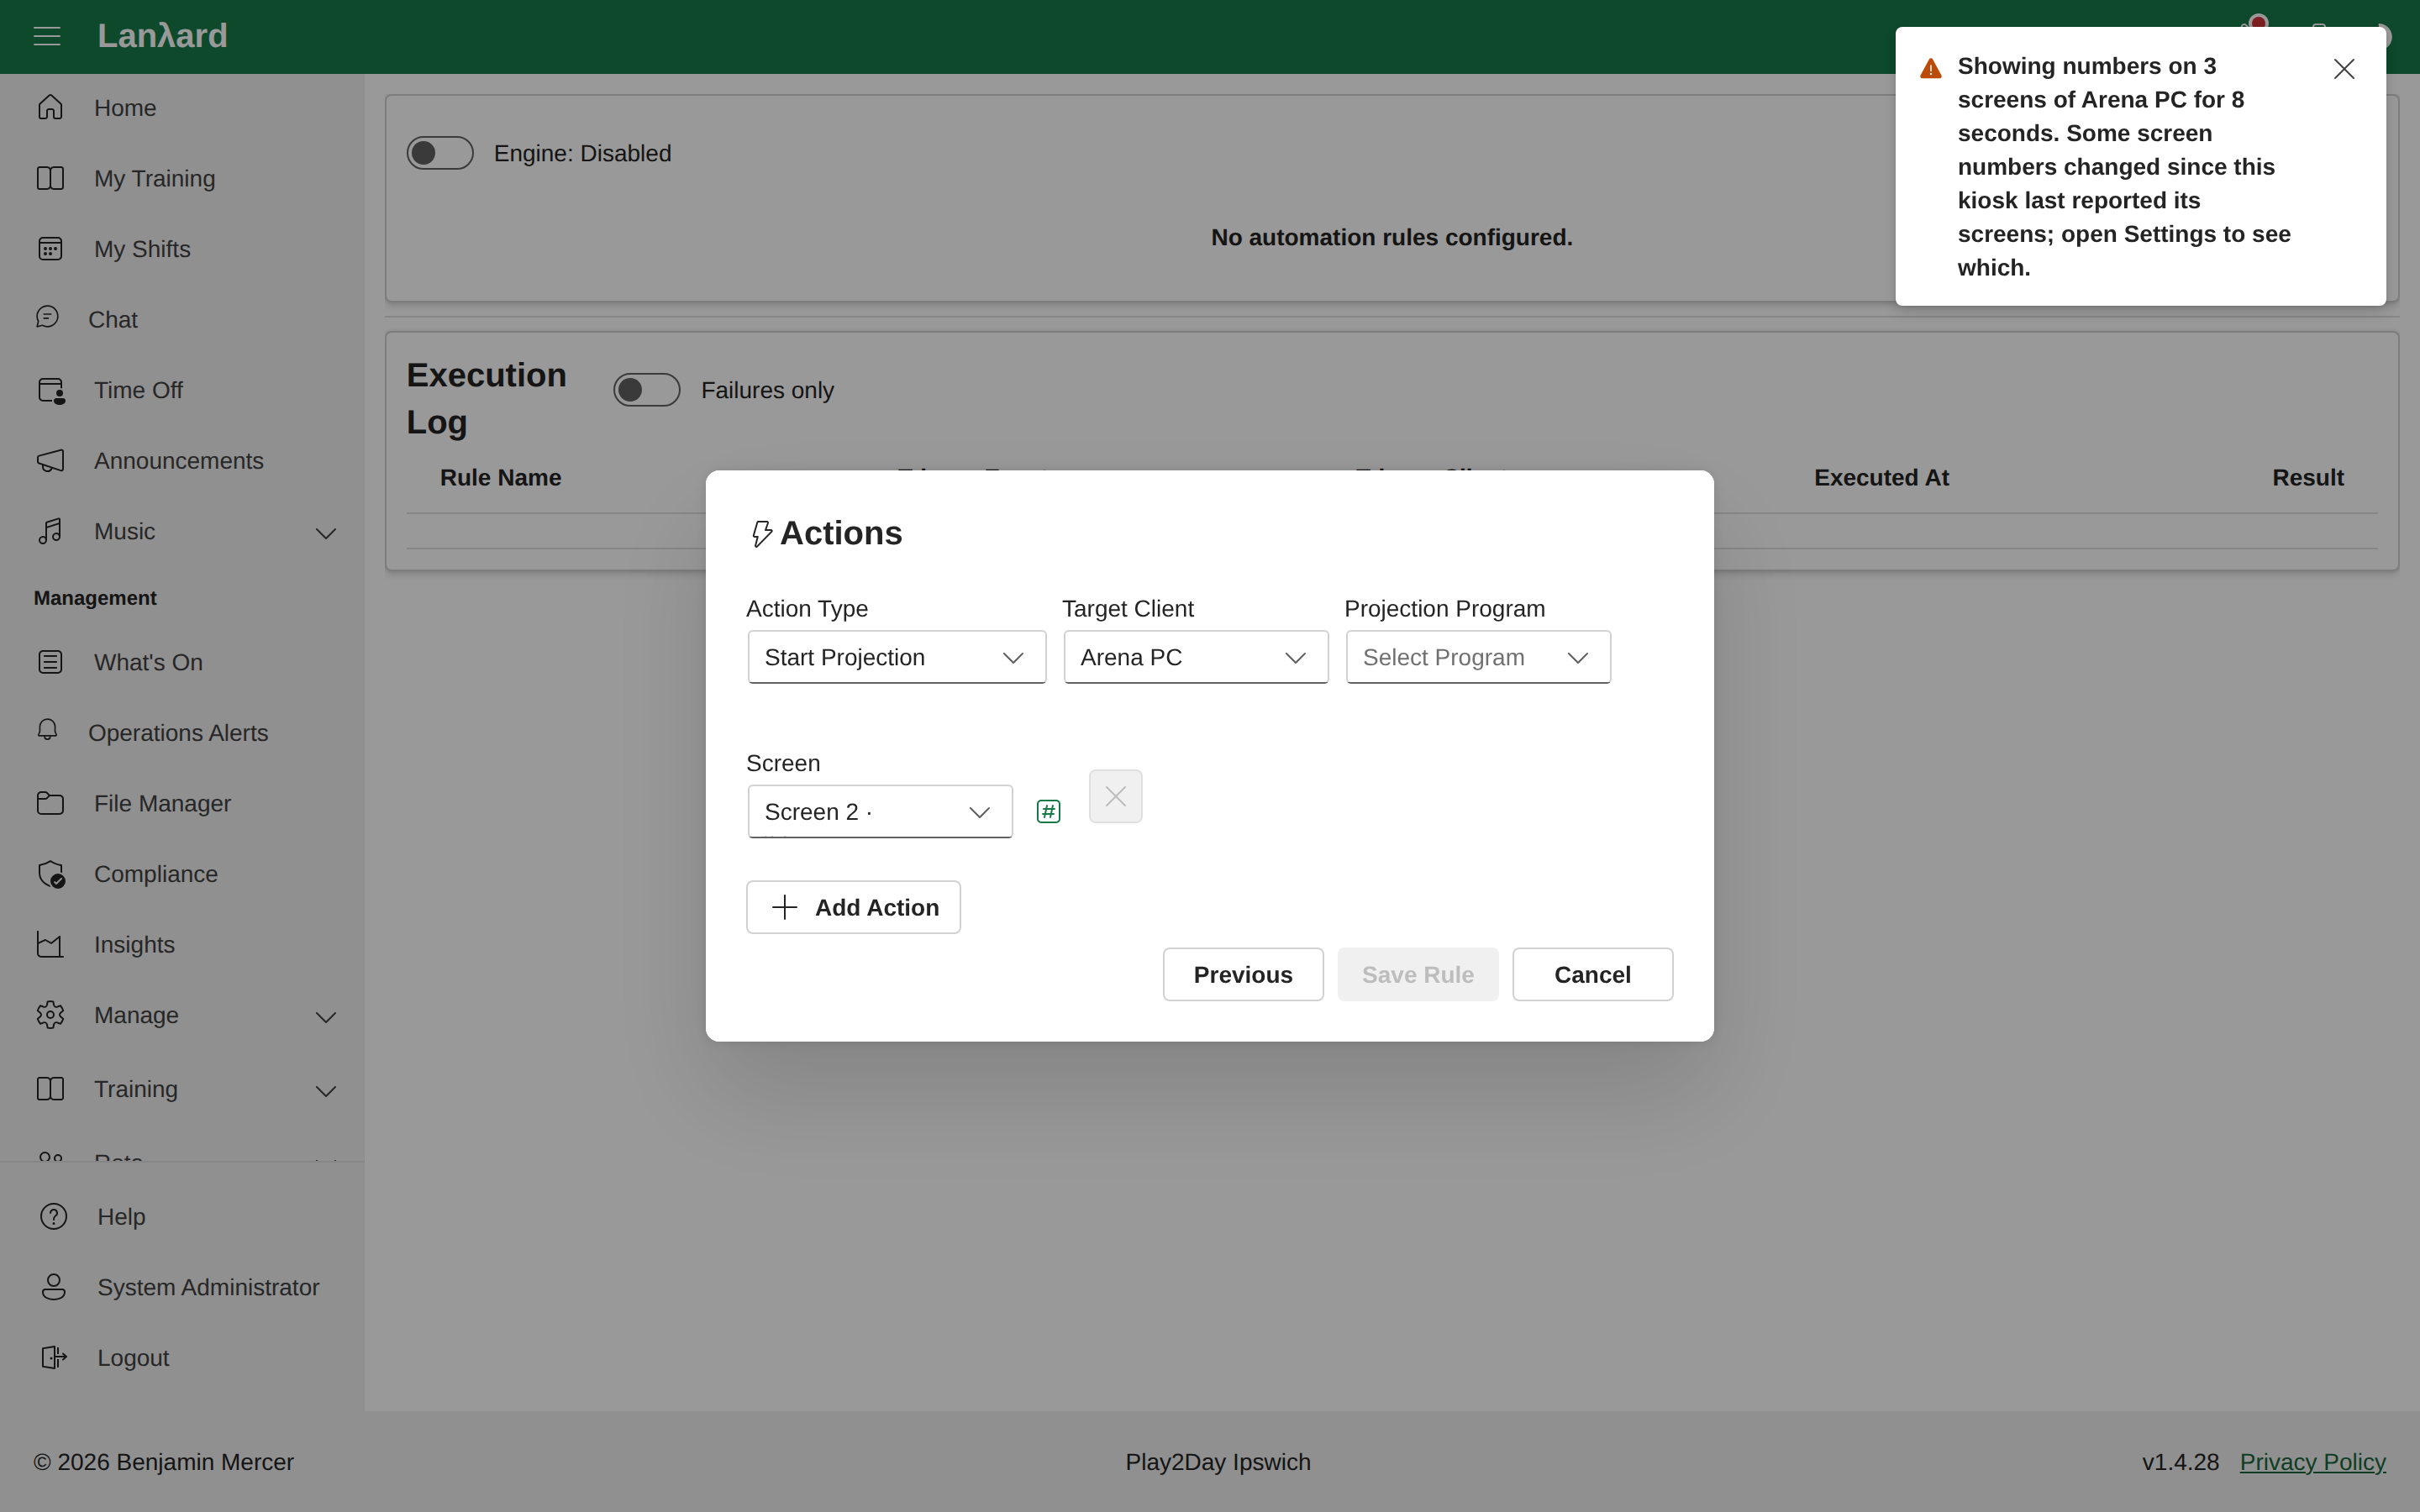 Lanλard
Showing numbers on 3
screens of Arena PC for 8
seconds. Some screen
numbers changed since this
kiosk last reported its
screens; open Settings to see
which.
Home
My Training
My Shifts
Chat
Time Off
Announcements
Music
Management
What's On
Operations Alerts
File Manager
Compliance
Insights
Manage
Training
Help
System Administrator
Logout
Engine: Disabled
No automation rules configured.
Execution
Log
Failures only
Rule Name
Executed At
Result
Actions
Action Type
Target Client
Projection Program
Start Projection
Arena PC
Select Program
Screen
Screen 2 ·
Add Action
Previous
Save Rule
Cancel
© 2026 Benjamin Mercer
Play2Day Ipswich
v1.4.28
Privacy Policy